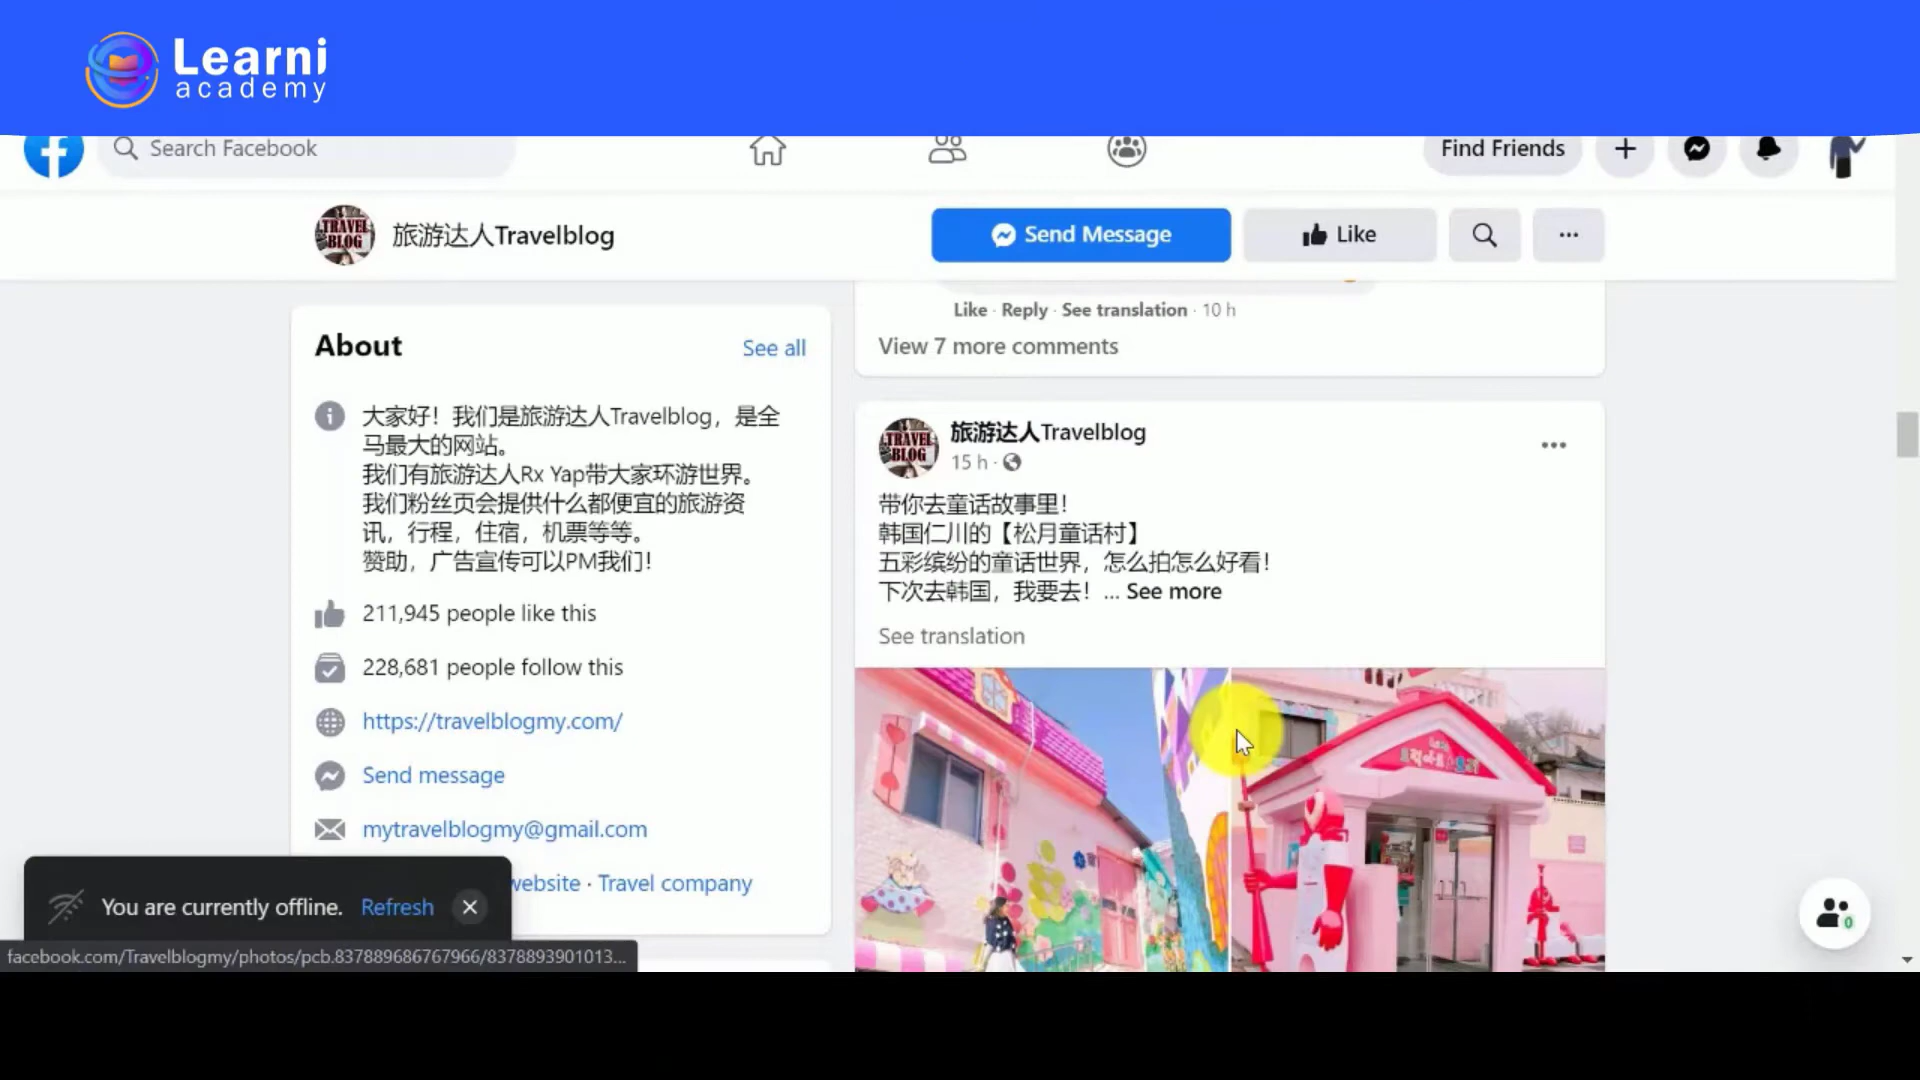 Learni
academy
Search Facebook
Find Friends
旅游达人Travelblog
Send Message
Like
Like · Reply · See translation · 10 h
View 7 more comments
About
See all
大家好！我们是旅游达人Travelblog，是全
马最大的网站。
我们有旅游达人Rx Yap带大家环游世界。
我们粉丝页会提供什么都便宜的旅游资
讯，行程，住宿，机票等等。
赞助，广告宣传可以PM我们！
211,945 people like this
228,681 people follow this
https://travelblogmy.com/
Send message
mytravelblogmy@gmail.com
website · Travel company
TRAVEL
BLOG
旅游达人Travelblog
15 h
带你去童话故事里！
韩国仁川的【松月童话村】
五彩缤纷的童话世界，怎么拍怎么好看！
下次去韩国，我要去！... See more
See translation
You are currently offline. Refresh
facebook.com/Travelblogmy/photos/pcb.837889686767966/8378893901013...
0